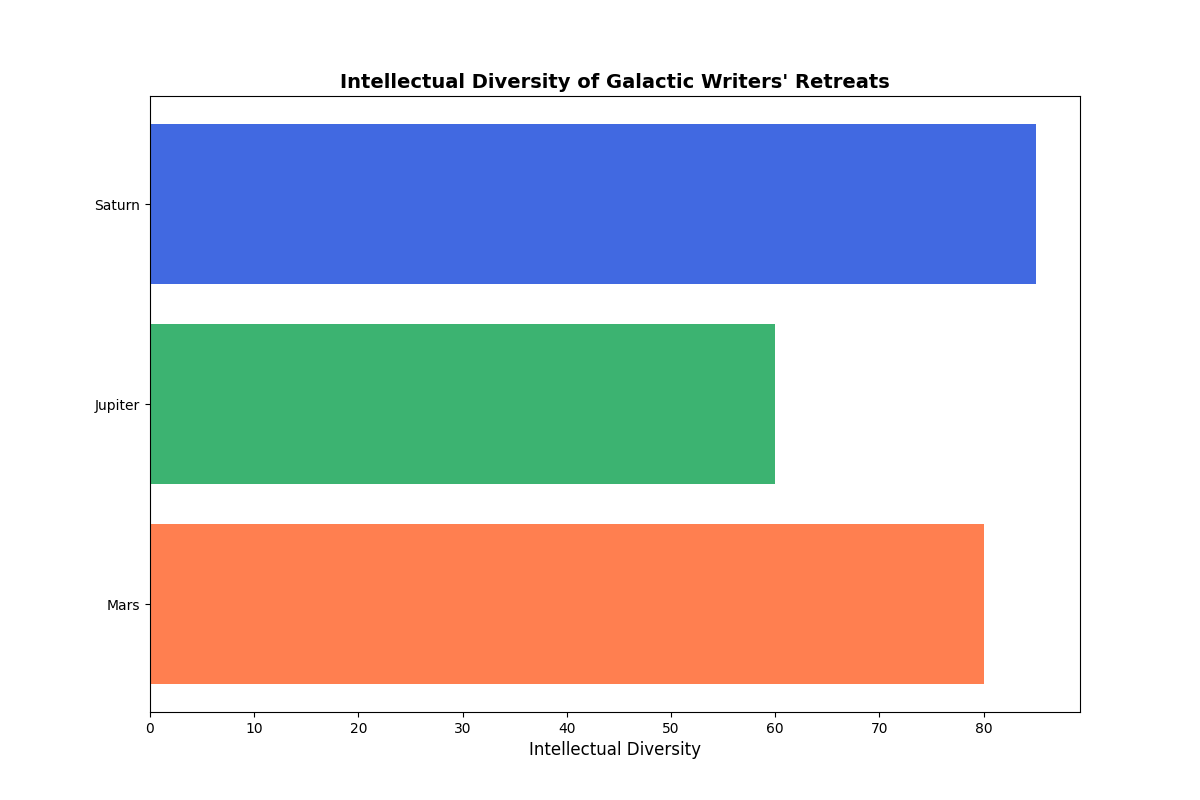 Intellectual Diversity of Galactic Writers' Retreats
Saturn
Jupiter
Mars
0 10 20 30 40 50 60 70 80
Intellectual Diversity